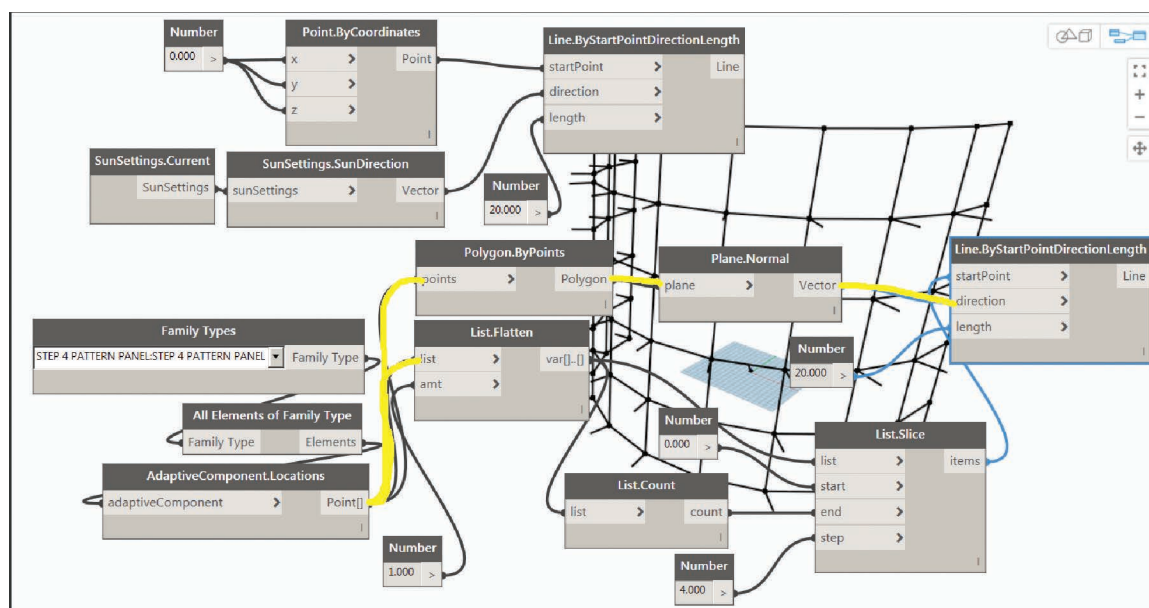 Number
0.000 >
Point.ByCoordinates
x > Point
y >
z >
Line.ByStartPointDirectionLength
startPoint > Line
direction >
length >
SunSettings.Current
SunSettings
SunSettings.SunDirection
sunSettings > Vector
Number
20.000 >
Polygon.ByPoints
points > Polygon
Plane.Normal
plane > Vector
Line.ByStartPointDirectionLength
startPoint > Line
direction >
length >
Family Types
STEP 4 PATTERN PANEL:STEP 4 PATTERN PANEL Family Type
List.Flatten
list > var[]..[]
amt >
Number
20.000 >
All Elements of Family Type
Family Type Elements
Number
0.000 >
List.Slice
list > items
start >
end >
step >
AdaptiveComponent.Locations
adaptiveComponent > Point[]
List.Count
list > count
Number
1.000 >
Number
4.000 >